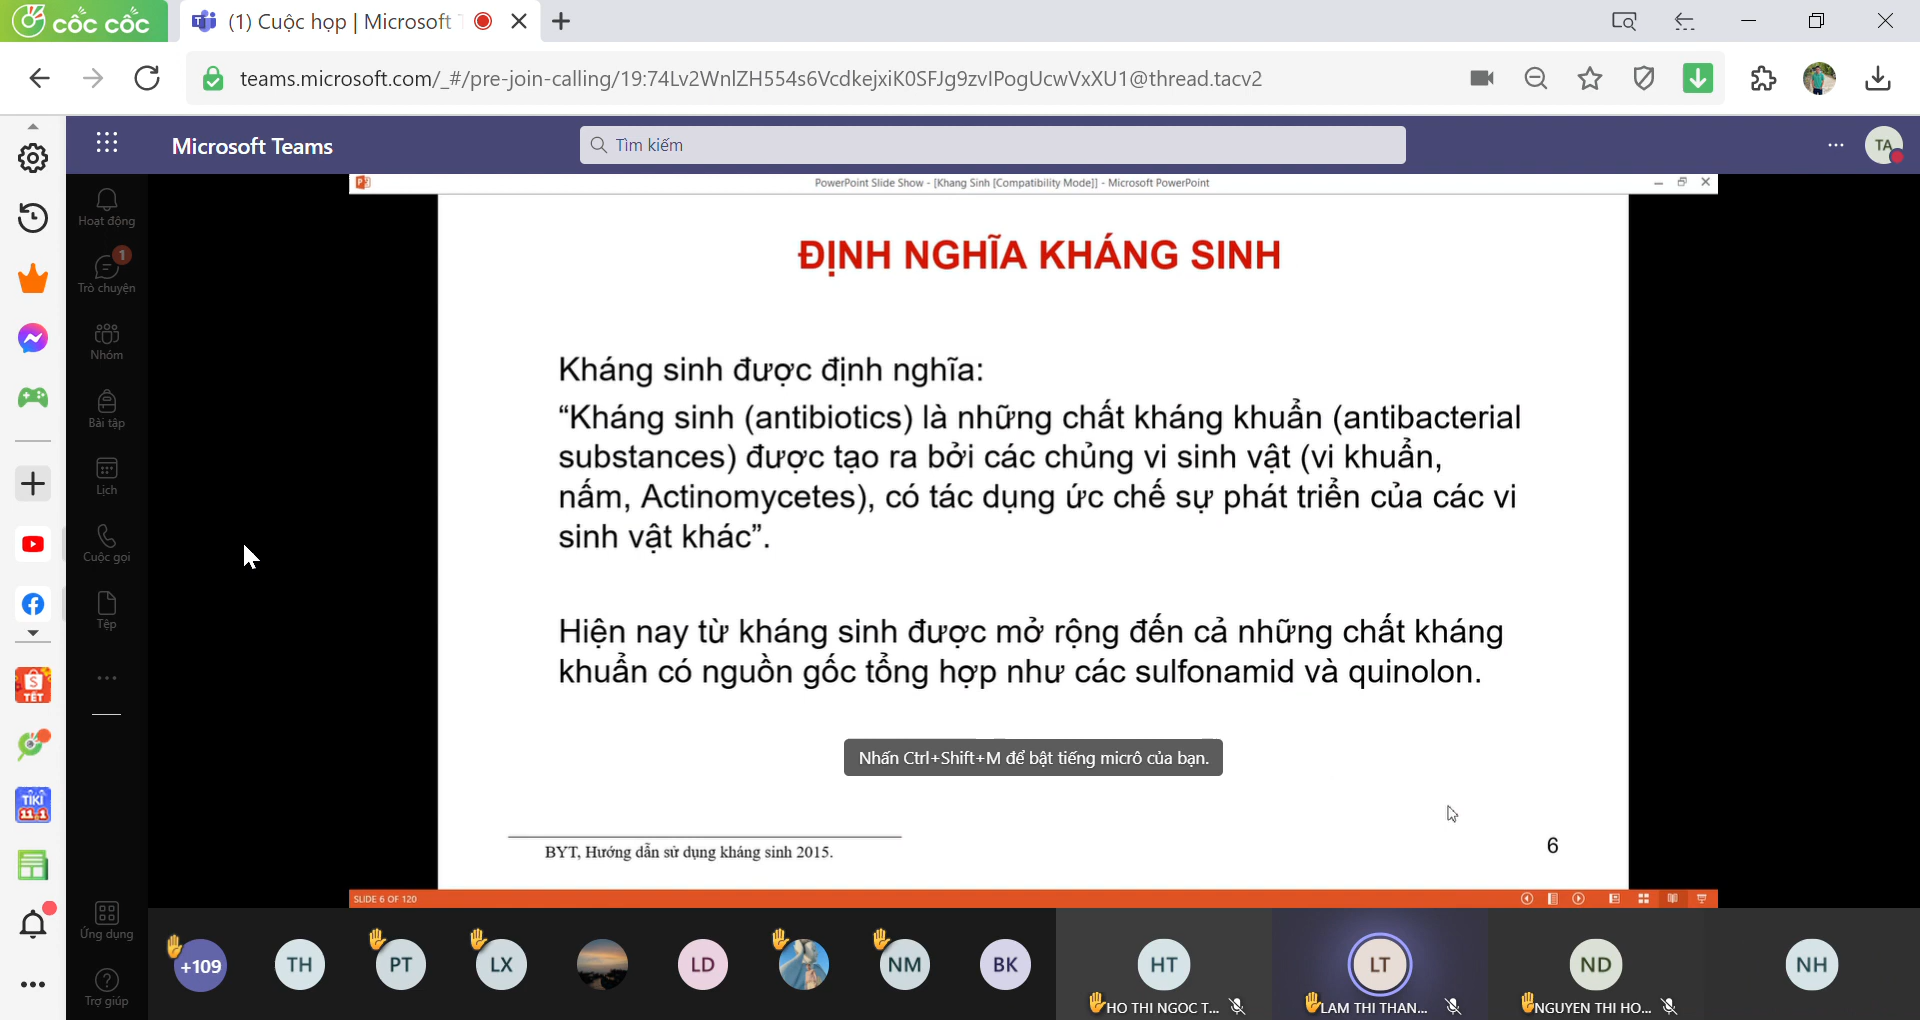 cốc cốc
(1) Cuộc họp | Microsoft
teams.microsoft.com/_#/pre-join-calling/19:74Lv2WnlZH554s6VcdkejxiK0SFJg9zvIPogUcwVxXU1@thread.tacv2
Microsoft Teams
Tìm kiếm
TA
PowerPoint Slide Show - [Khang Sinh [Compatibility Mode]] - Microsoft PowerPoint
Hoạt động
1
Trò chuyện
Nhóm
Bài tập
Lịch
Cuộc gọi
Tệp
Ứng dụng
Trợ giúp
TẾT
TIKI
11.1
ĐỊNH NGHĨA KHÁNG SINH
Kháng sinh được định nghĩa:
“Kháng sinh (antibiotics) là những chất kháng khuẩn (antibacterial
substances) được tạo ra bởi các chủng vi sinh vật (vi khuẩn,
nấm, Actinomycetes), có tác dụng ức chế sự phát triển của các vi
sinh vật khác”.
Hiện nay từ kháng sinh được mở rộng đến cả những chất kháng
khuẩn có nguồn gốc tổng hợp như các sulfonamid và quinolon.
Nhấn Ctrl+Shift+M để bật tiếng micrô của bạn.
BYT, Hướng dẫn sử dụng kháng sinh 2015.
6
SLIDE 6 OF 120
+109
TH
PT
LX
LD
NM
BK
HT
LT
ND
NH
HO THI NGOC T...
LAM THI THAN...
NGUYEN THI HO...